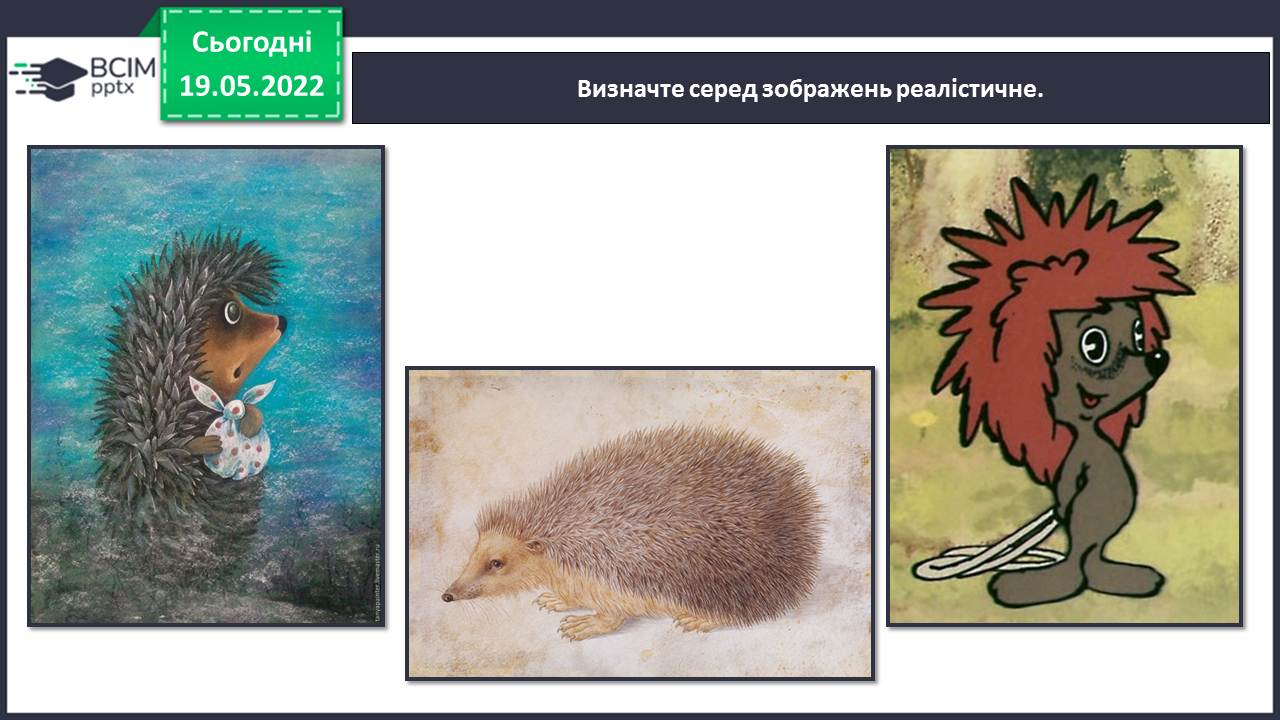 Сьогодні
19.05.2022
ВСІМ
pptx
Визначте серед зображень реалістичне.